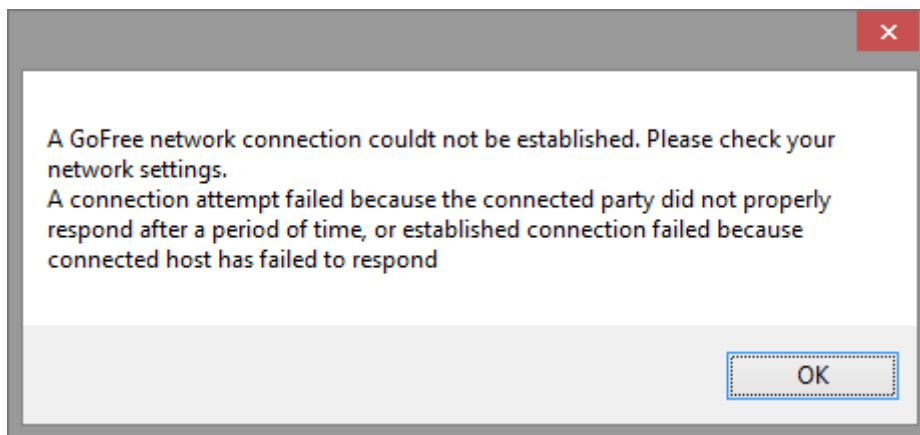 A GoFree network connection couldt not be established. Please check your
network settings.
A connection attempt failed because the connected party did not properly
respond after a period of time, or established connection failed because
connected host has failed to respond
OK